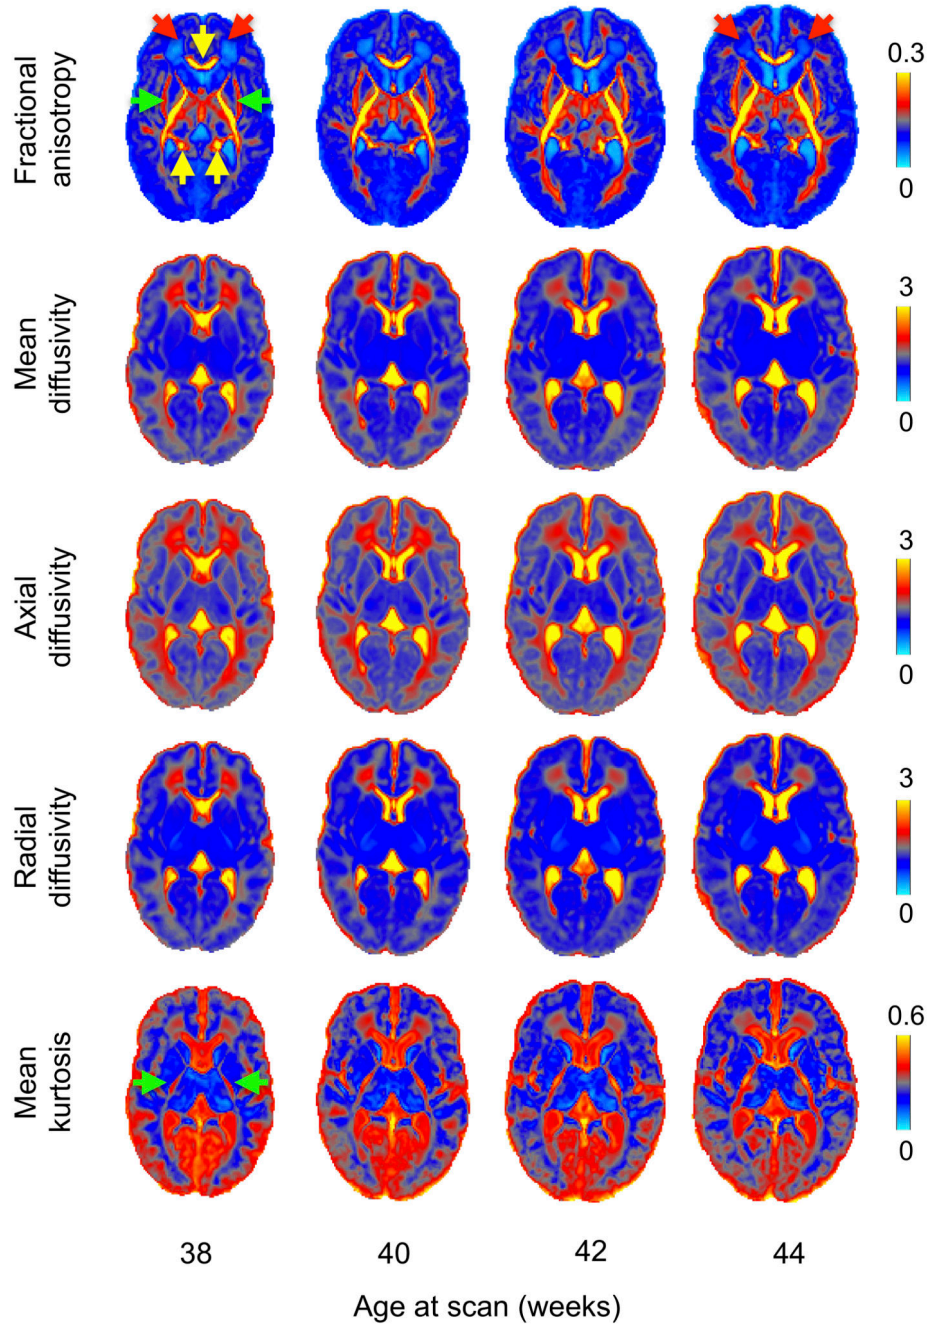 Fractional
anisotropy
0.3
0
Mean
diffusivity
3
0
Axial
diffusivity
3
0
Radial
diffusivity
3
0
Mean
kurtosis
0.6
0
38 40 42 44
Age at scan (weeks)